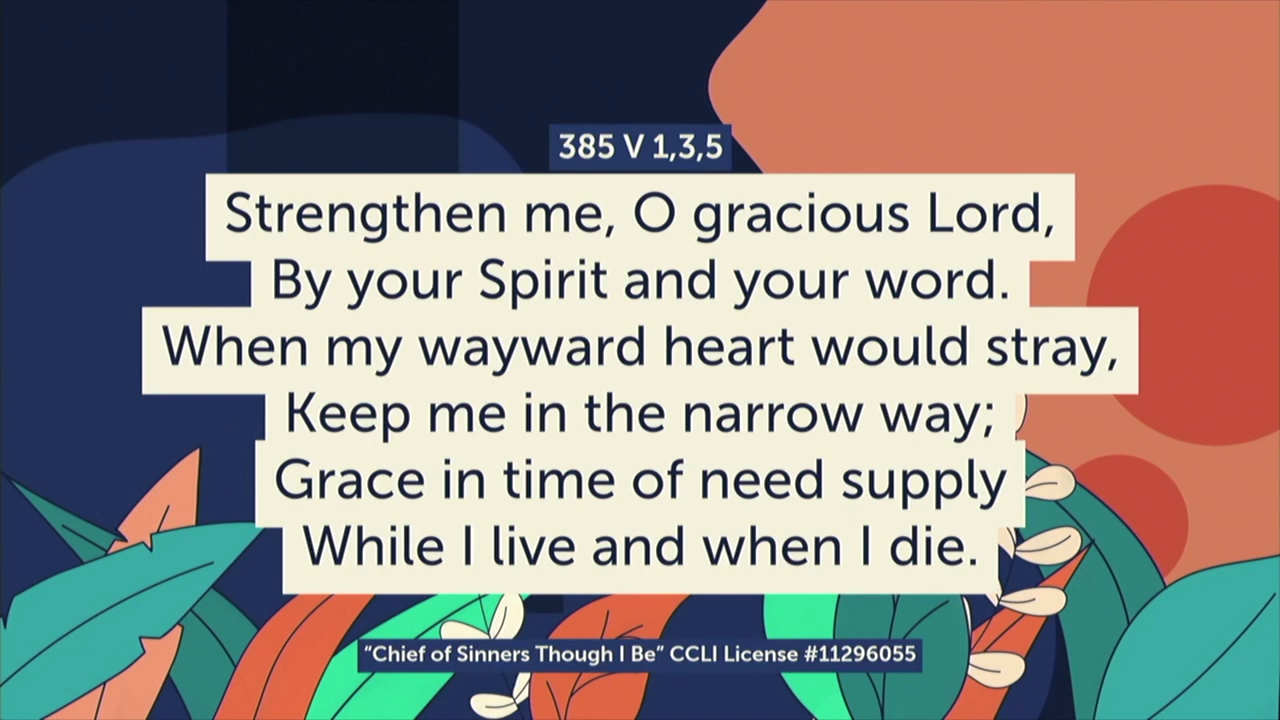 385 V 1,3,5
Strengthen me, O gracious Lord,
By your Spirit and your word.
When my wayward heart would stray,
Keep me in the narrow way;
Grace in time of need supply
While I live and when I die.
“Chief of Sinners Though I Be” CCLI License #11296055